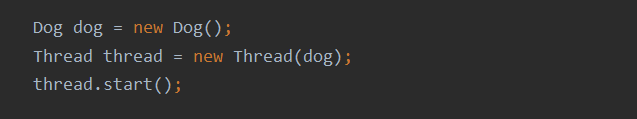 Dog dog = new Dog();
Thread thread = new Thread(dog);
thread.start();